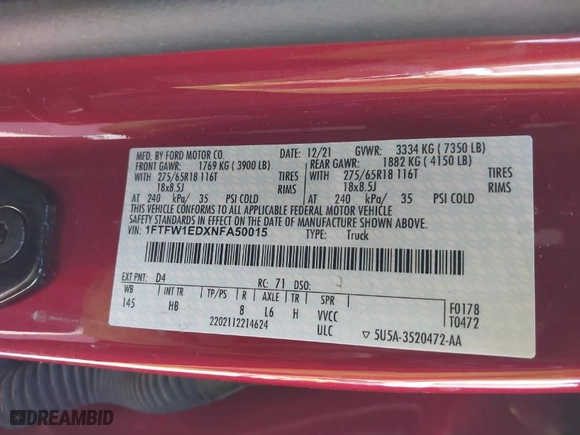 MFD. BY FORD MOTOR CO.
DATE: 12/21 GVWR: 3334 KG ( 7350 LB)
FRONT GAWR: 1769 KG ( 3900 LB)
REAR GAWR: 1882 KG ( 4150 LB)
WITH 275/65R18 116T TIRES
WITH 275/65R18 116T TIRES
18x8.5J RIMS
18x8.5J RIMS
AT 240 kPa/ 35 PSI COLD
AT 240 kPa/ 35 PSI COLD
THIS VEHICLE CONFORMS TO ALL APPLICABLE FEDERAL MOTOR VEHICLE
SAFETY AND THEFT PREVENTION STANDARDS IN EFFECT ON THE DATE OF
MANUFACTURE SHOWN ABOVE.
VIN: 1FTFW1EDXNFA50015
TYPE: Truck
EXT PNT: D4 RC: 71 DSO:
WB HB TP/PS R AXLE TR SPR
145 8 L6 H VVCC
2202112214624 ULC
F0178
T0472
5U5A-3520472-AA
DREAMBID